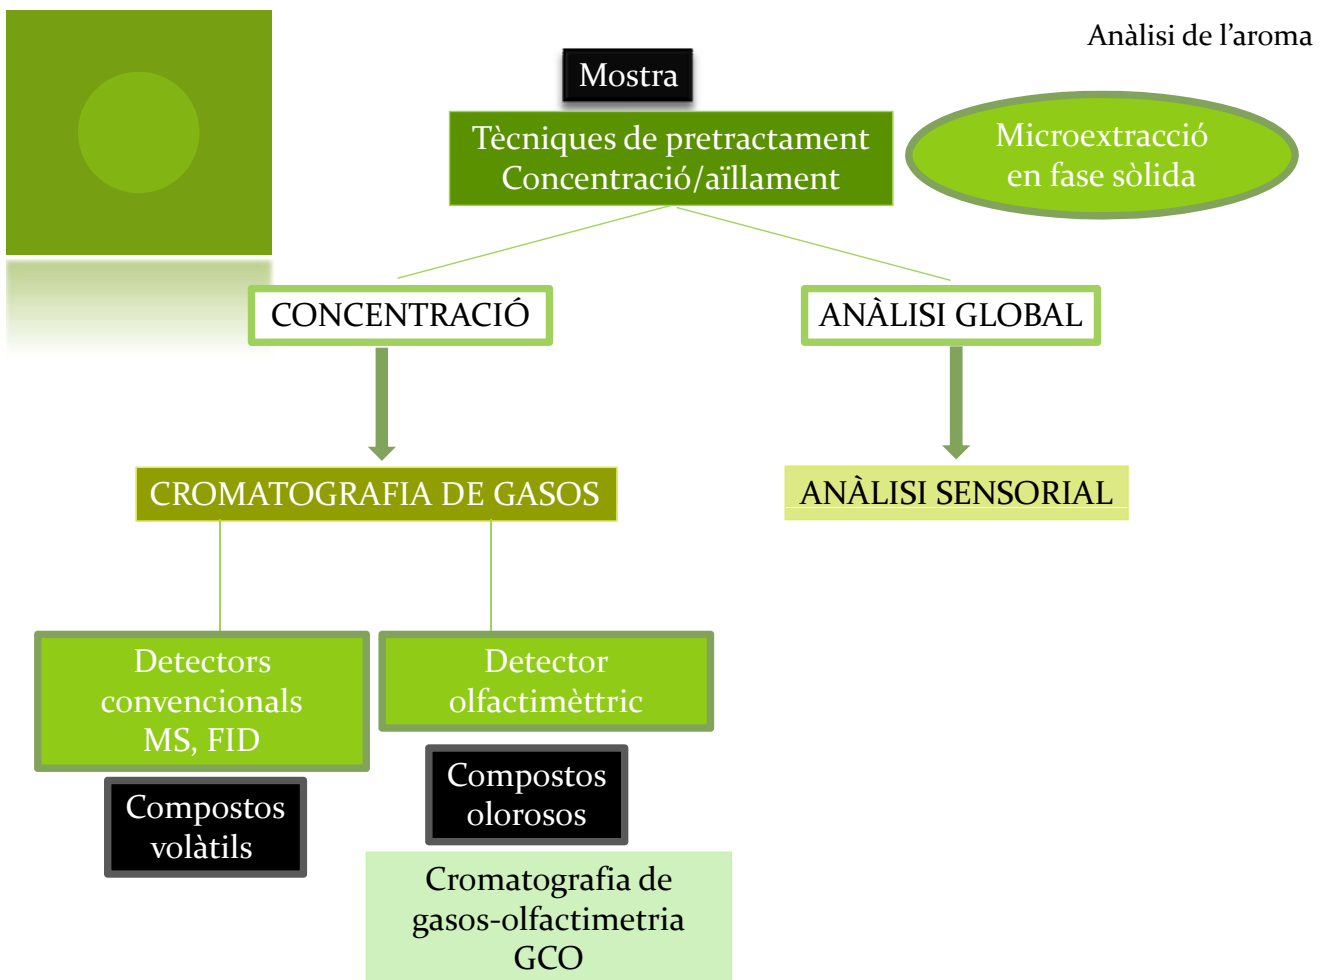 Anàlisi de l’aroma
Mostra
Tècniques de pretractament
Concentració/aïllament
Microextracció
en fase sòlida
CONCENTRACIÓ
ANÀLISI GLOBAL
CROMATOGRAFIA DE GASOS
ANÀLISI SENSORIAL
Detectors
convencionals
MS, FID
Detector
olfactimèttric
Compostos
volàtils
Compostos
olorosos
Cromatografia de
gasos-olfactimetria
GCO